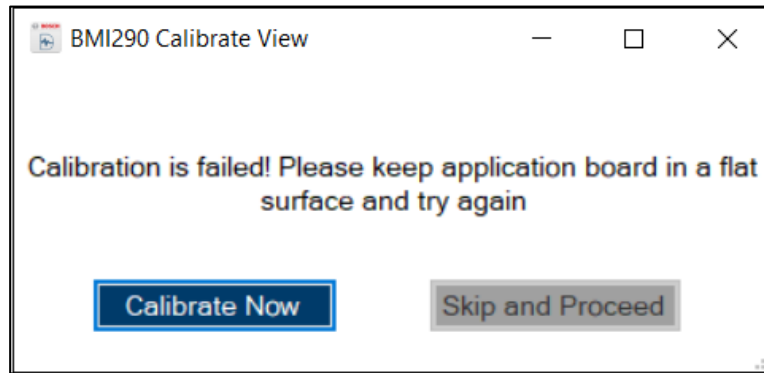 BOSCH
BMI290 Calibrate View
Calibration is failed! Please keep application board in a flat
surface and try again
Calibrate Now
Skip and Proceed